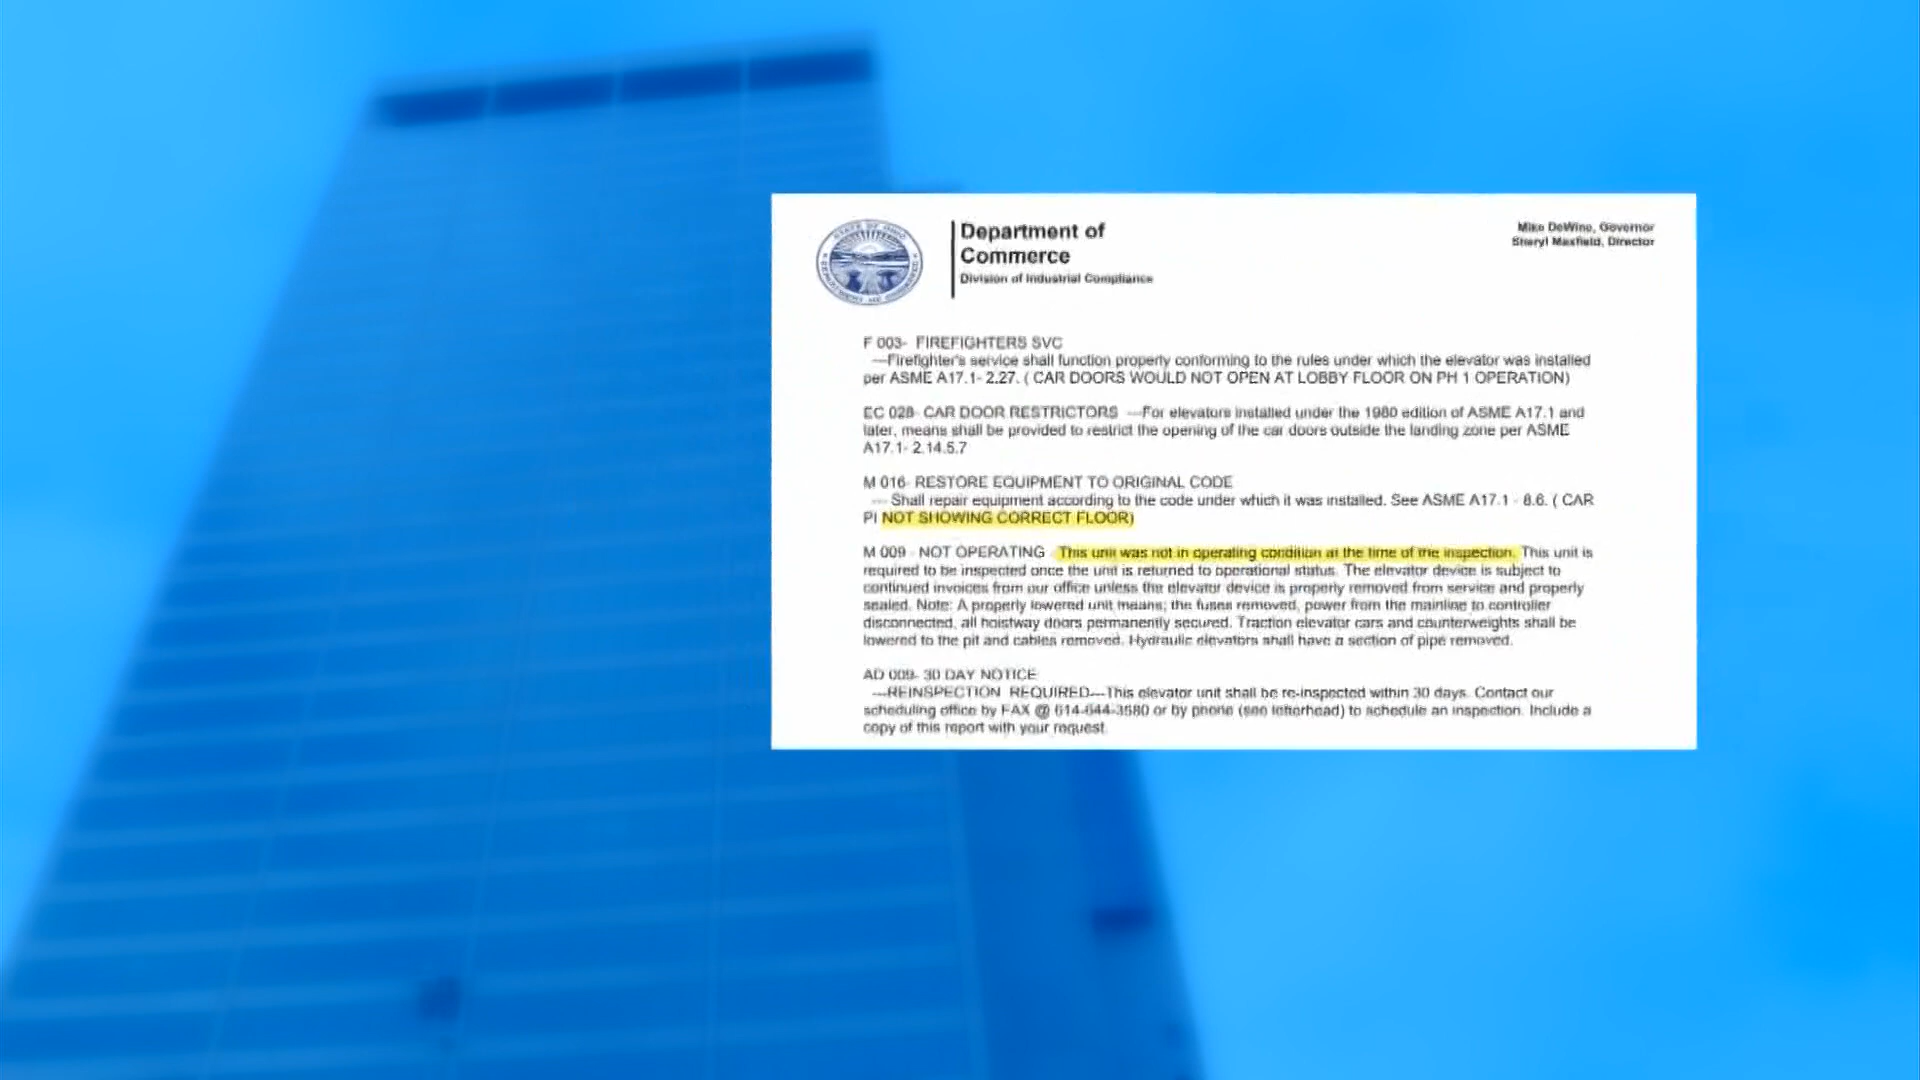 Department of
Commerce
Division of Industrial Compliance
Mike DeWine, Governor
Sheryl Maxfield, Director
STATE OF OHIO
F 003- FIREFIGHTERS SVC
---Firefighter's service shall function properly conforming to the rules under which the elevator was installed
per ASME A17.1- 2.27. ( CAR DOORS WOULD NOT OPEN AT LOBBY FLOOR ON PH 1 OPERATION)
EC 028- CAR DOOR RESTRICTORS ---For elevators installed under the 1980 edition of ASME A17.1 and
later, means shall be provided to restrict the opening of the car doors outside the landing zone per ASME
A17.1- 2.14.5.7
M 016- RESTORE EQUIPMENT TO ORIGINAL CODE
--- Shall repair equipment according to the code under which it was installed. See ASME A17.1 - 8.6. ( CAR
PI NOT SHOWING CORRECT FLOOR)
M 009 - NOT OPERATING - This unit was not in operating condition at the time of the inspection. This unit is
required to be inspected once the unit is returned to operational status. The elevator device is subject to
continued invoices from our office unless the elevator device is properly removed from service and properly
sealed. Note: A properly lowered unit means; the fuses removed, power from the mainline to controller
disconnected, all hoistway doors permanently secured. Traction elevator cars and counterweights shall be
lowered to the pit and cables removed. Hydraulic elevators shall have a section of pipe removed.
AD 009- 30 DAY NOTICE
---REINSPECTION REQUIRED---This elevator unit shall be re-inspected within 30 days. Contact our
scheduling office by FAX @ 614-644-3580 or by phone (see letterhead) to schedule an inspection. Include a
copy of this report with your request.